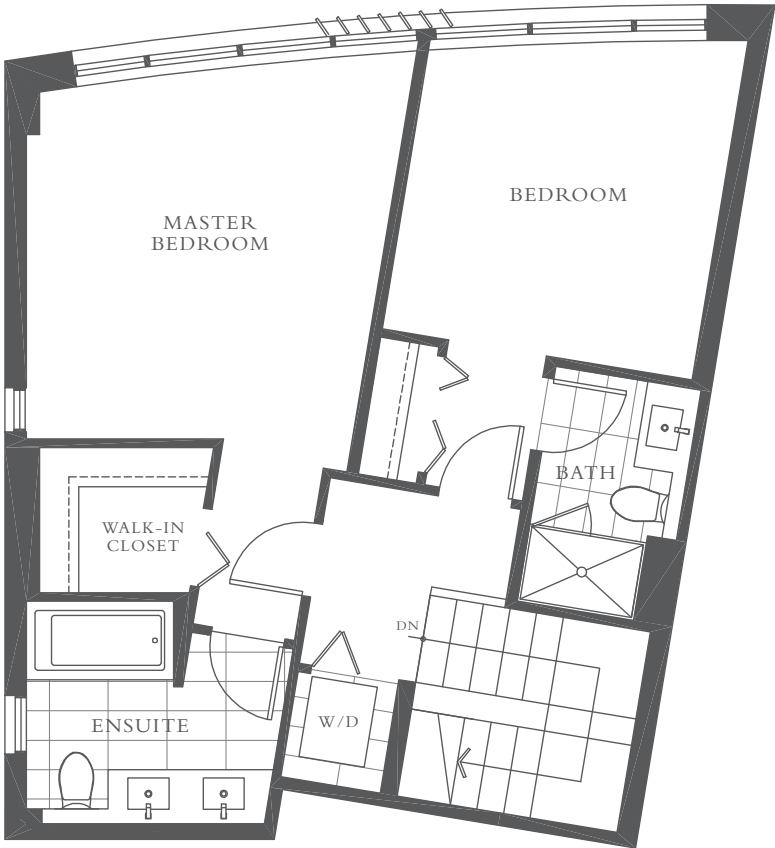 BEDROOM
MASTER
BEDROOM
BATH
WALK-IN
CLOSET
DN
W/D
ENSUITE